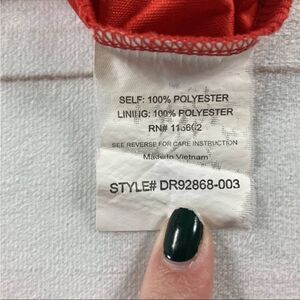 SELF: 100% POLYESTER
LINING: 100% POLYESTER
RN#
SEE REVERSE FOR CARE INSTRUCTION
Made in Vietnam
STYLE# DR92868-003